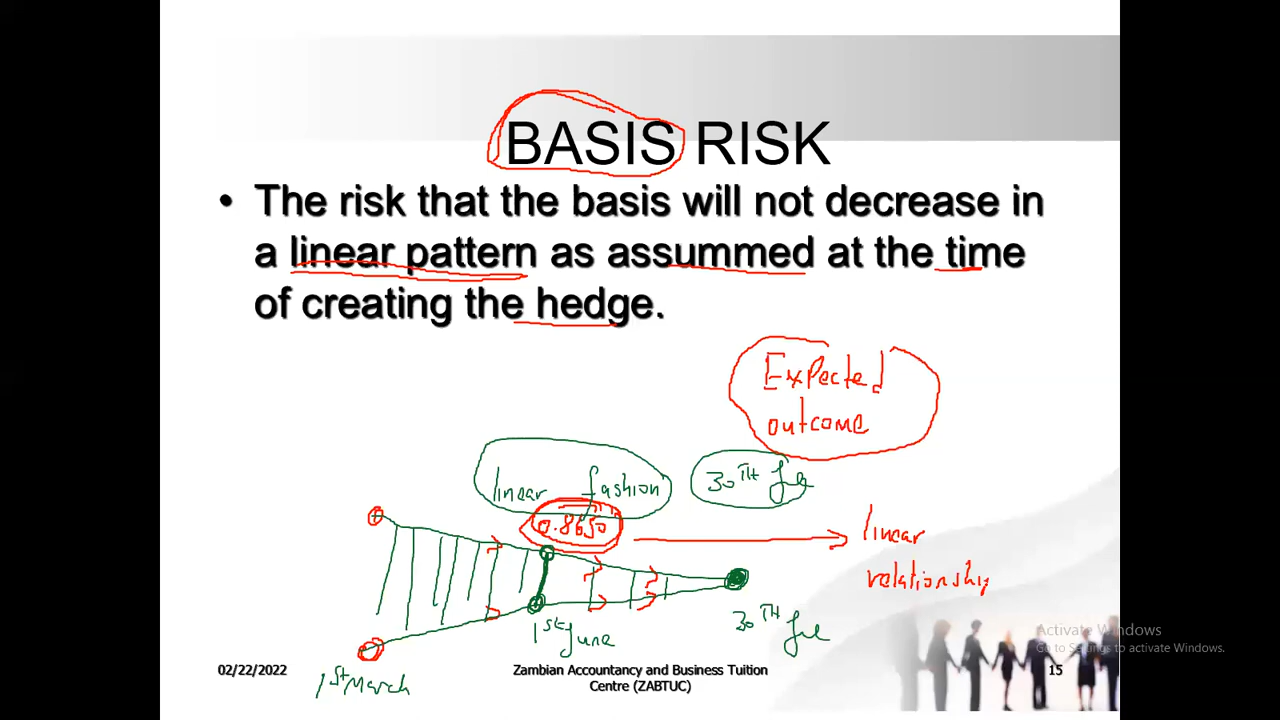 BASIS RISK
• The risk that the basis will not decrease in
a linear pattern as assummed at the time
of creating the hedge.
Expected
outcome
linear fashion
30TH
0.8650
linear
relationship
1st June
30TH
1st March
02/22/2022
Zambian Accountancy and Business Tuition
Centre (ZABTUC)
15
Activate Windows
Go to Settings to activate Windows.